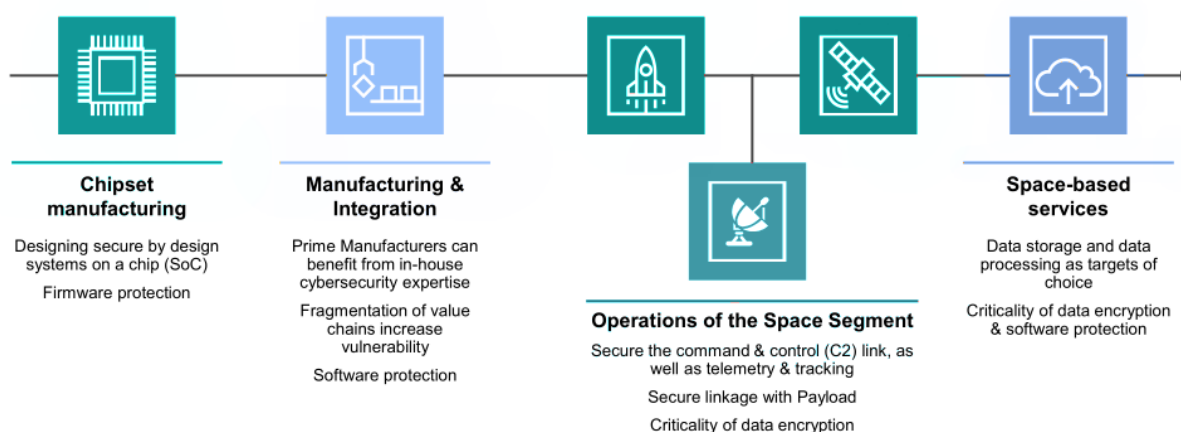 Chipset
manufacturing
Designing secure by design
systems on a chip (SoC)
Firmware protection
Manufacturing &
Integration
Prime Manufacturers can
benefit from in-house
cybersecurity expertise
Fragmentation of value
chains increase
vulnerability
Software protection
Operations of the Space Segment
Secure the command & control (C2) link, as
well as telemetry & tracking
Secure linkage with Payload
Criticality of data encryption
Space-based
services
Data storage and data
processing as targets of
choice
Criticality of data encryption
& software protection